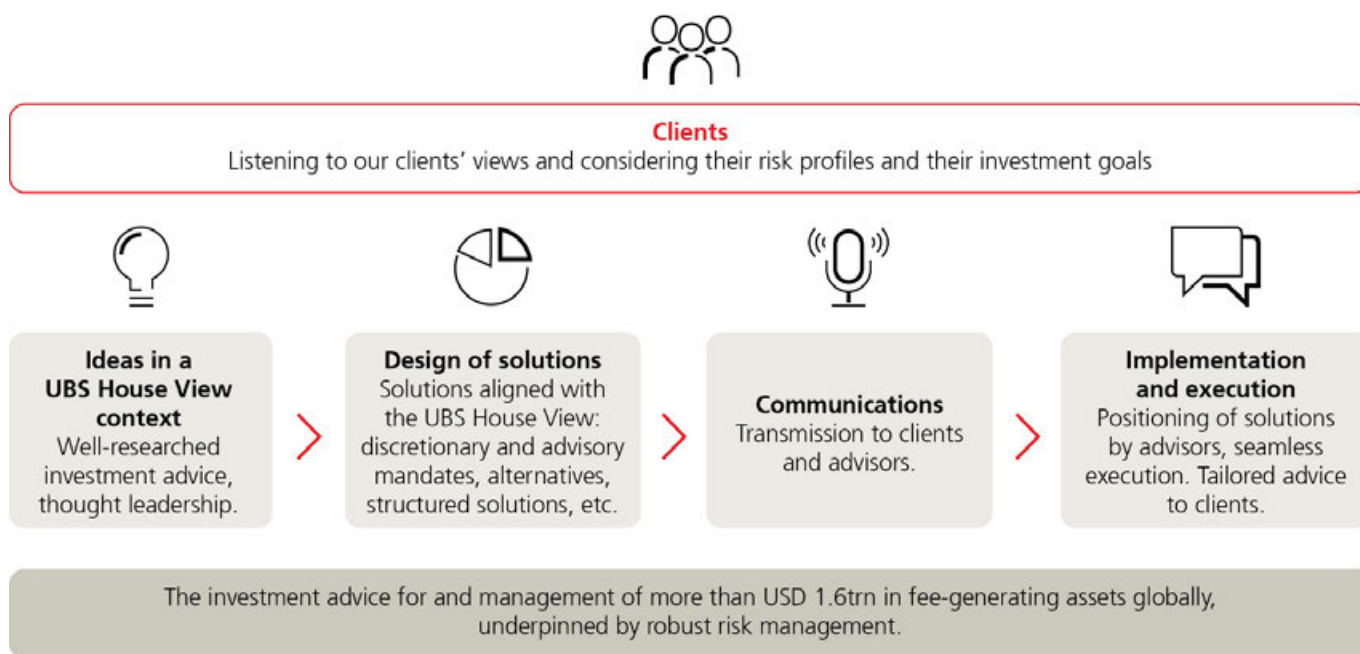 Clients
Listening to our clients’ views and considering their risk profiles and their investment goals
Ideas in a
UBS House View
context
Well-researched
investment advice,
thought leadership.
Design of solutions
Solutions aligned with
the UBS House View:
discretionary and advisory
mandates, alternatives,
structured solutions, etc.
Communications
Transmission to clients
and advisors.
Implementation
and execution
Positioning of solutions
by advisors, seamless
execution. Tailored advice
to clients.
The investment advice for and management of more than USD 1.6trn in fee-generating assets globally,
underpinned by robust risk management.